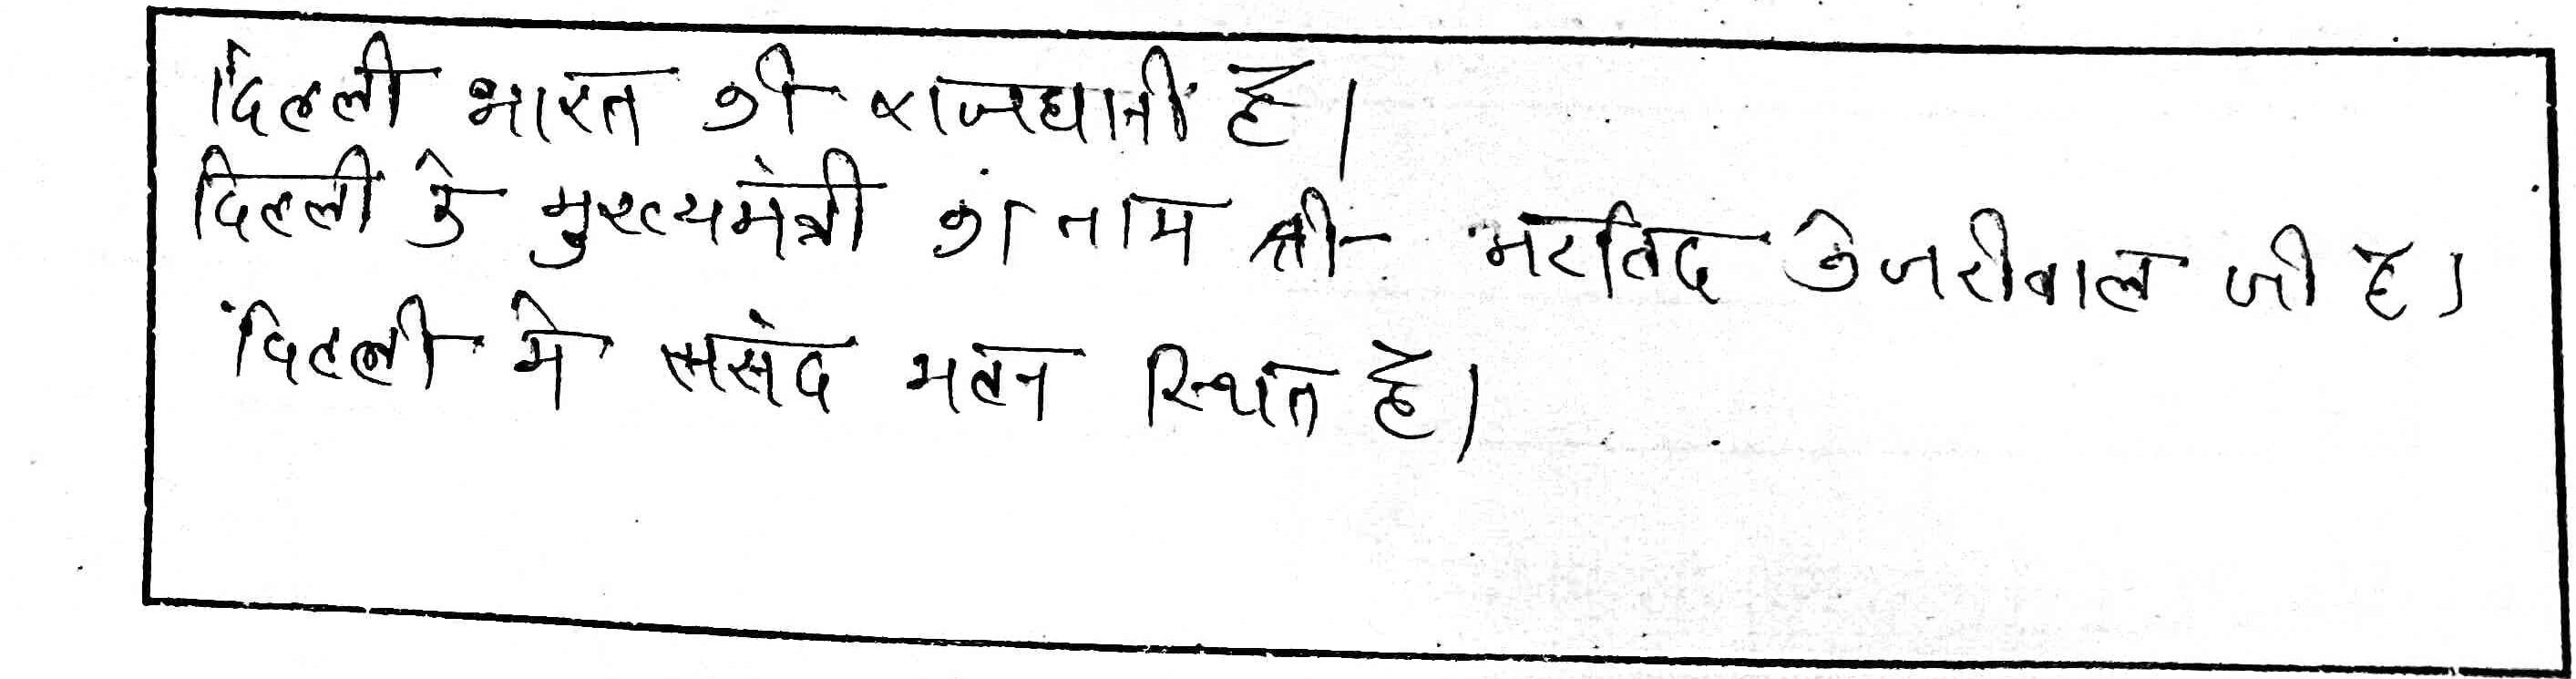 दिल्ली भारत की राजधानी है।
दिल्ली के मुख्यमंत्री का नाम श्री अरविंद केजरीवाल जी है।
दिल्ली मे संसद भवन स्थित है।